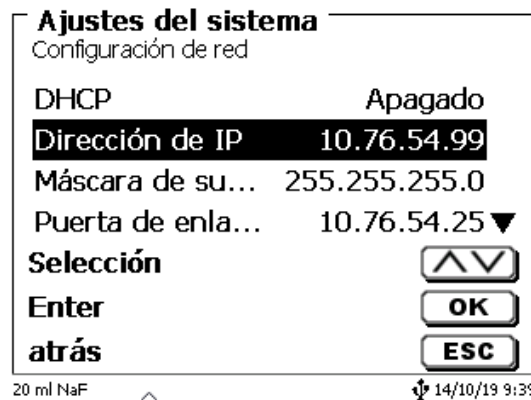 Ajustes del sistema
Configuración de red
DHCP Apagado
Dirección de IP 10.76.54.99
Máscara de su... 255.255.255.0
Puerta de enla... 10.76.54.25
Selección
Enter OK
atrás ESC
20 ml NaF 14/10/19 9:39